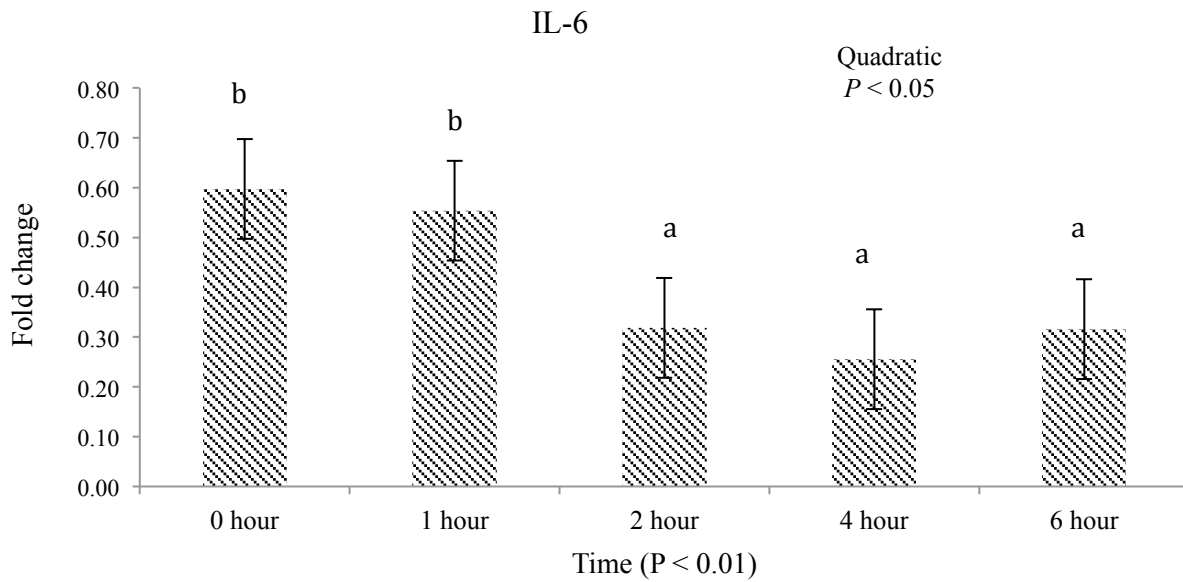 IL-6
Quadratic
P < 0.05
Fold change
0.80
0.70
0.60
0.50
0.40
0.30
0.20
0.10
0.00
b
b
a
a
a
0 hour
1 hour
2 hour
4 hour
6 hour
Time (P < 0.01)